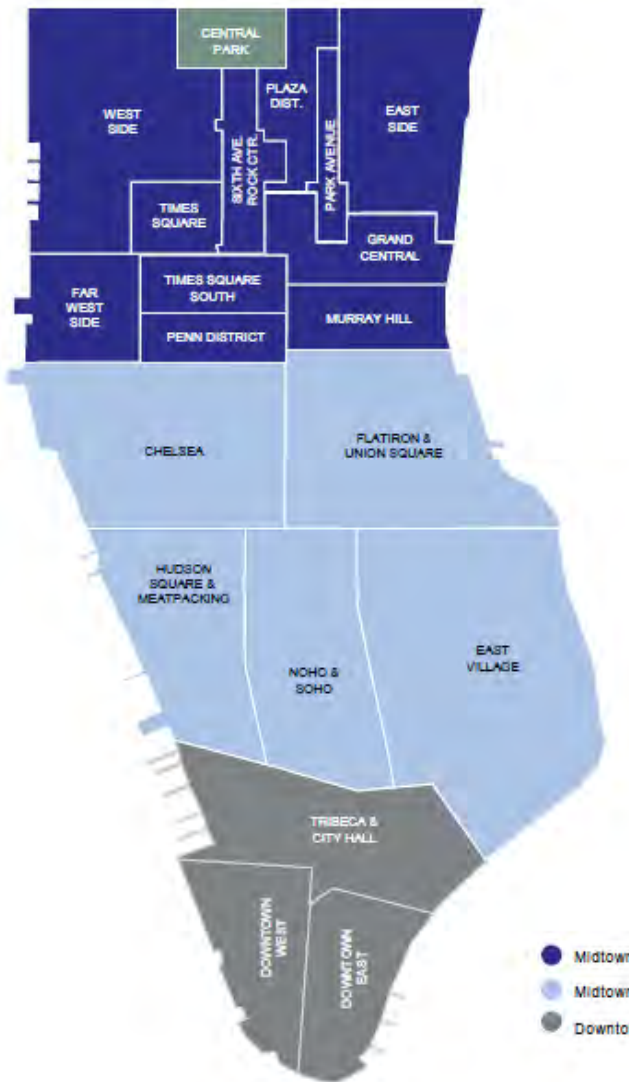 CENTRAL
PARK
PLAZA
DIST.
WEST
SIDE
EAST
SIDE
SIXTH AVE.
ROCK CTR.
PARK AVENUE
TIMES
SQUARE
GRAND
CENTRAL
TIMES SQUARE
SOUTH
FAR
WEST
SIDE
MURRAY HILL
PENN DISTRICT
CHELSEA
FLATIRON &
UNION SQUARE
HUDSON
SQUARE &
MEATPACKING
NOHO &
SOHO
EAST
VILLAGE
TRIBECA &
CITY HALL
DOWNTOWN
WEST
DOWNTOWN
EAST
Midtown
Midtown
Downto